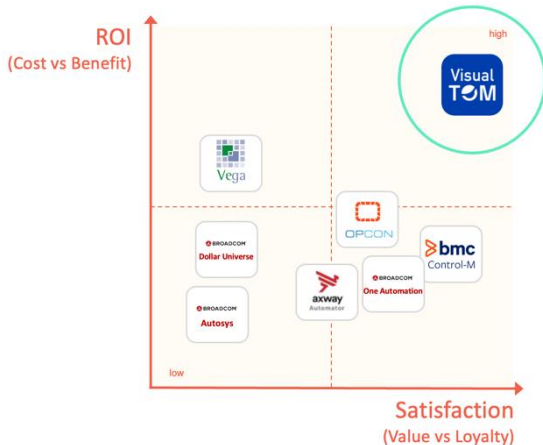 ROI
(Cost vs Benefit)
high
Visual
TOM
Vega
OPCON
BROADCOM
Dollar Universe
bmc
Control-M
BROADCOM
One Automation
axway
Automator
BROADCOM
Autosys
low
Satisfaction
(Value vs Loyalty)